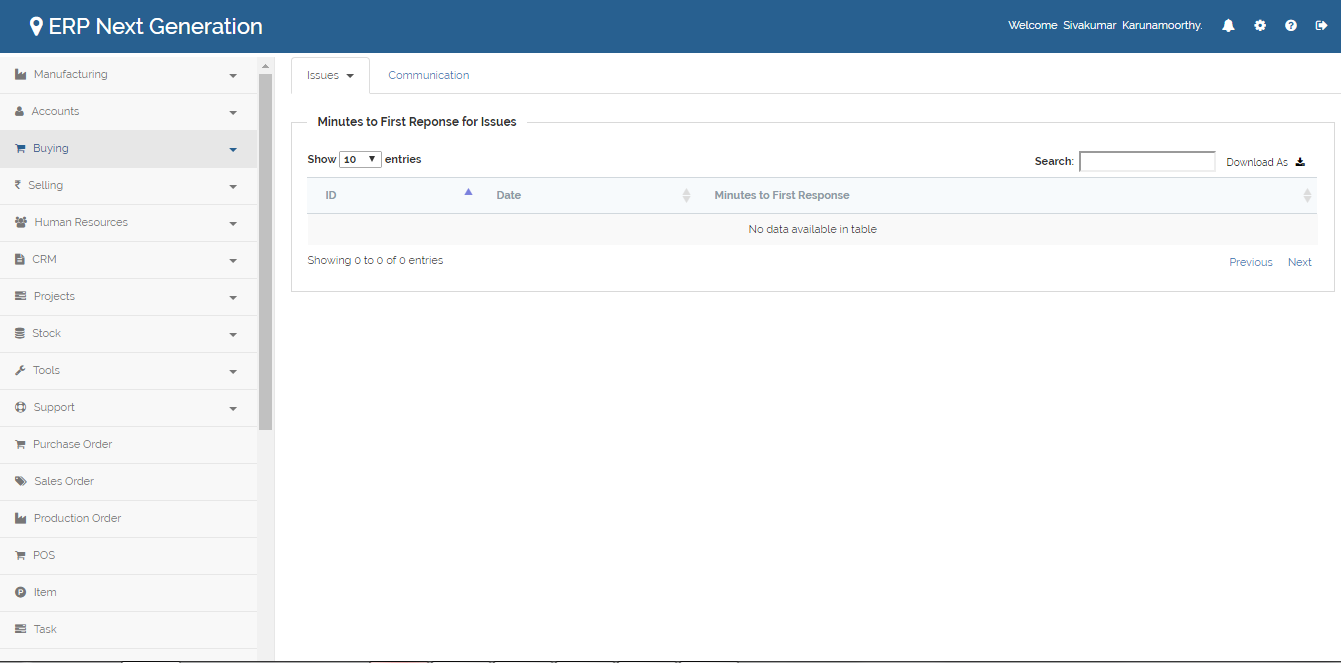 ERP Next Generation
Welcome Sivakumar Karunamoorthy.
Manufacturing
Accounts
Buying
Selling
Human Resources
CRM
Projects
Stock
Tools
Support
Purchase Order
Sales Order
Production Order
POS
Item
Task
Issues
Communication
Minutes to First Reponse for Issues
Show 10 entries
Search:
Download As
ID Date Minutes to First Response
No data available in table
Showing 0 to 0 of 0 entries
Previous Next